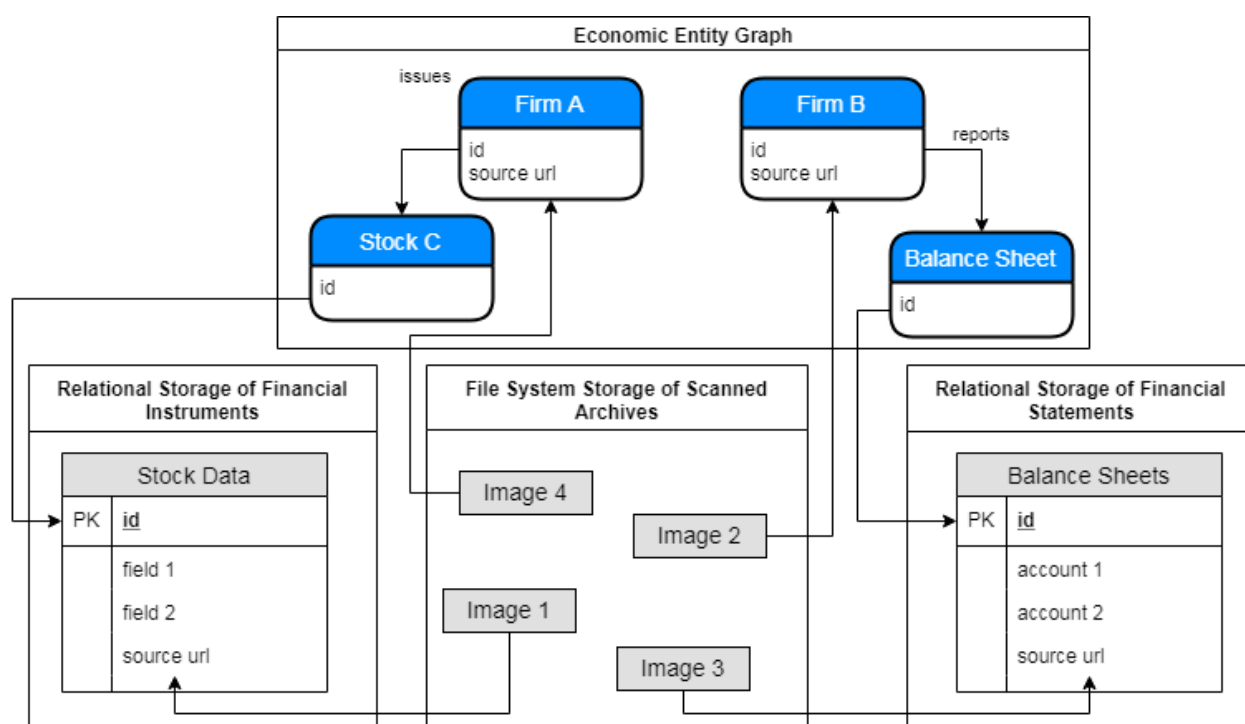 Economic Entity Graph
issues
Firm A
id
source url
Firm B
id
source url
reports
Stock C
id
Balance Sheet
id
Relational Storage of Financial
Instruments
Stock Data
PK
id
field 1
field 2
source url
File System Storage of Scanned
Archives
Image 4
Image 2
Image 1
Image 3
Relational Storage of Financial
Statements
Balance Sheets
PK
id
account 1
account 2
source url